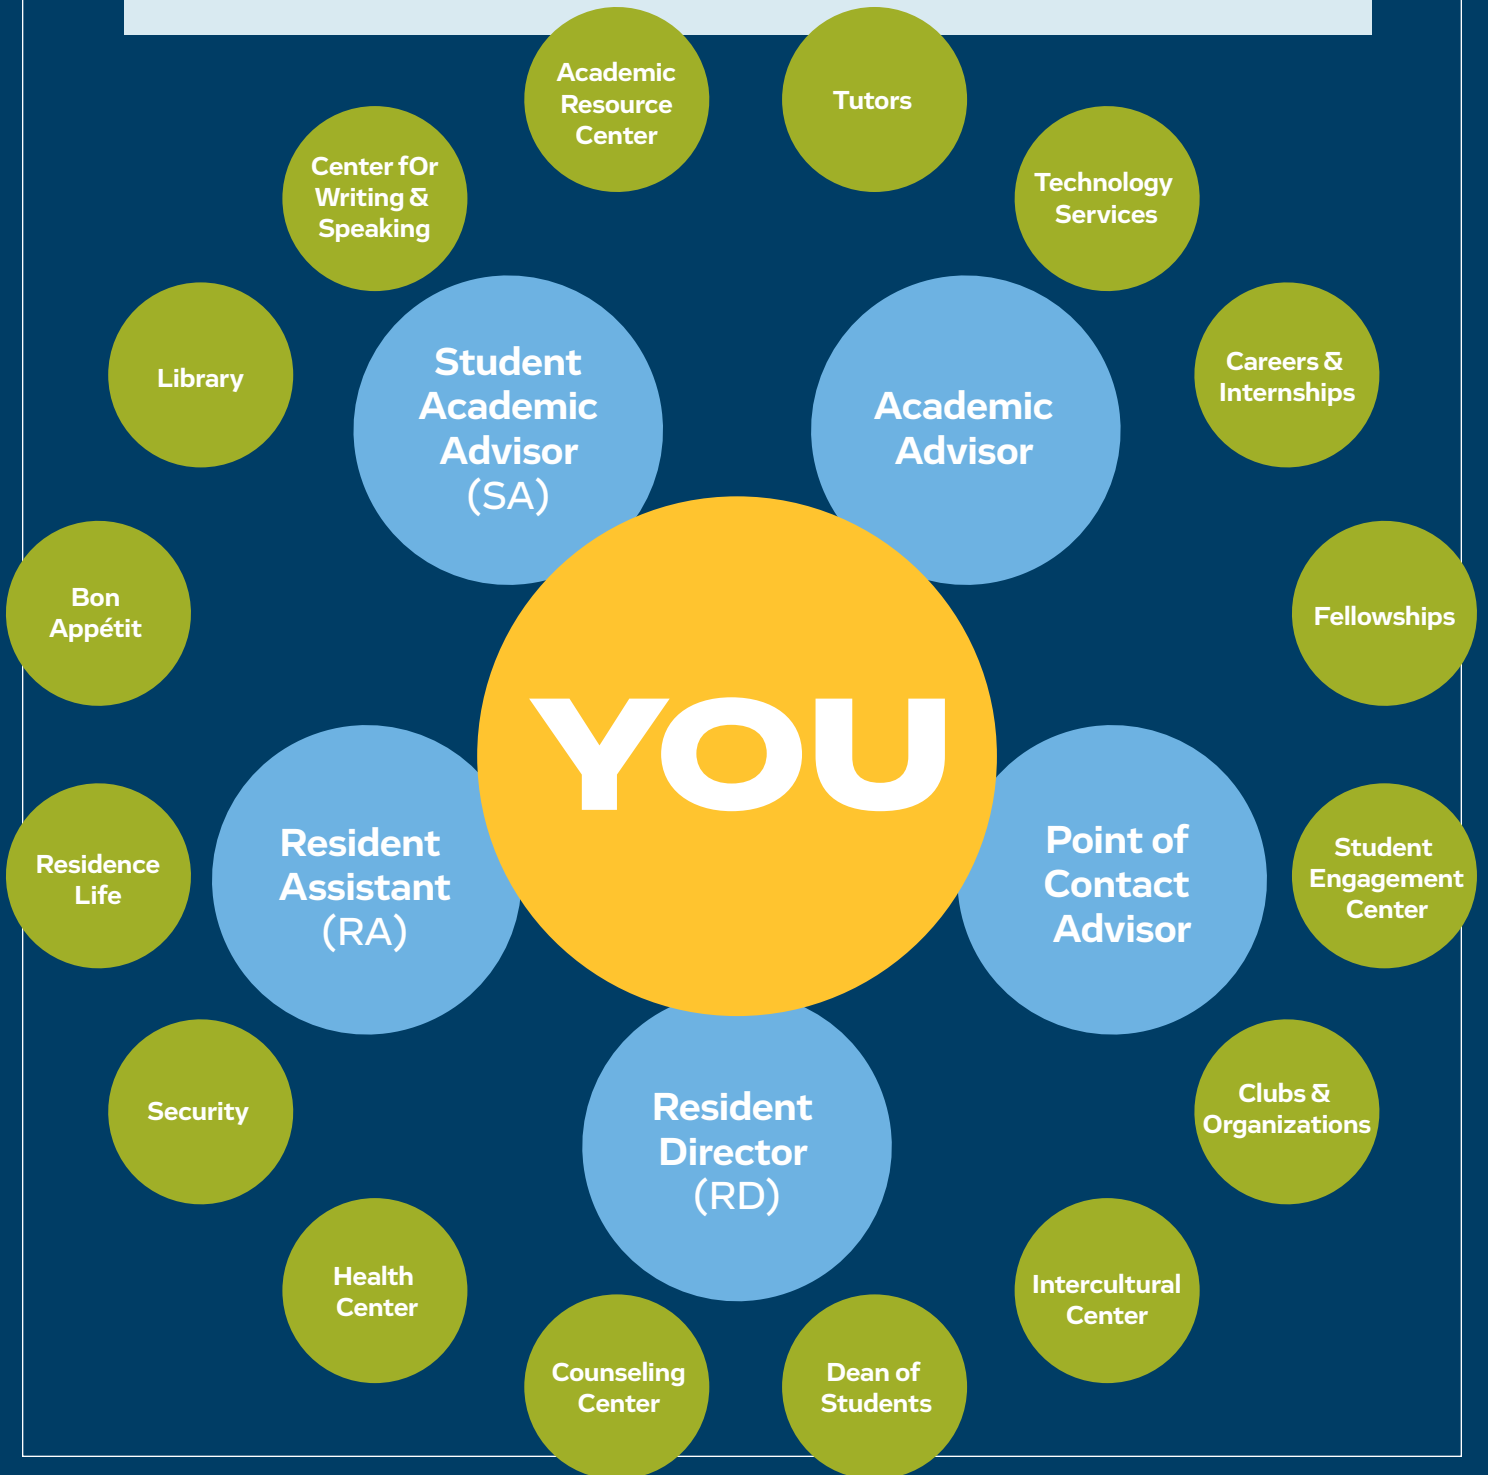 Academic
Resource
Center
Tutors
Center fOr
Writing &
Speaking
Technology
Services
Library
Student
Academic
Advisor
(SA)
Academic
Advisor
Careers &
Internships
Bon
Appétit
Fellowships
YOU
Residence
Life
Resident
Assistant
(RA)
Point of
Contact
Advisor
Student
Engagement
Center
Security
Resident
Director
(RD)
Clubs &
Organizations
Health
Center
Intercultural
Center
Counseling
Center
Dean of
Students